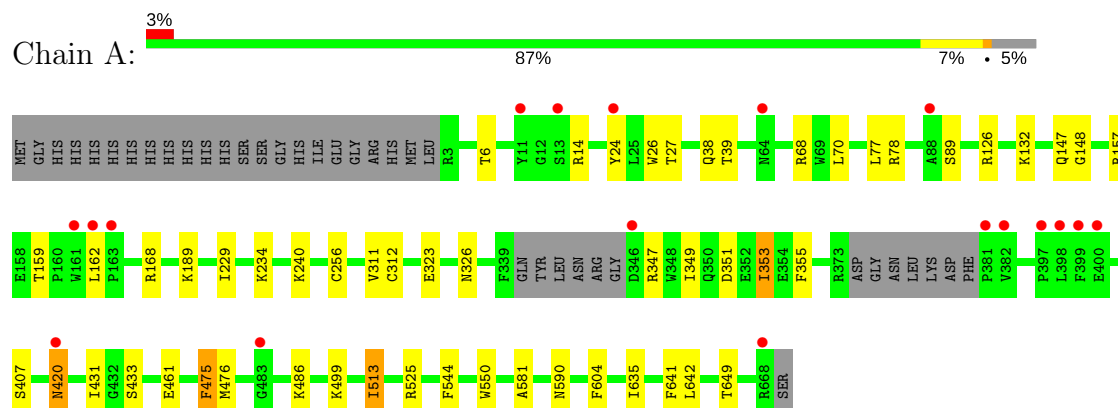 3%
Chain A:
87% 7% • 5%
MET GLY HIS HIS HIS HIS HIS HIS HIS HIS HIS HIS SER SER GLY HIS ILE GLU GLY ARG HIS MET LEU R3 T6 Y11 G12 S13 R14 Y24 L25 W26 T27 Q38 T39 N64 R68 W69 L70 L77 R78 A88 S89 R126 K132 Q147 G148 R157
E158 T159 P160 W161 L162 P163 R168 K189 I229 K234 K240 C256 V311 C312 E323 N326 F339 GLN TYR LEU ASN ARG GLY D346 R347 W348 I349 Q350 D351 E352 I353 E354 F355 R373 ASP GLY ASN LEU LYS ASP PHE P381 V382 P397 L398 F399 E400
S407 N420 I431 G432 S433 E461 F475 M476 G483 K486 K499 I513 R525 F544 W550 A581 N590 F604 I635 F641 L642 T649 R668 SER